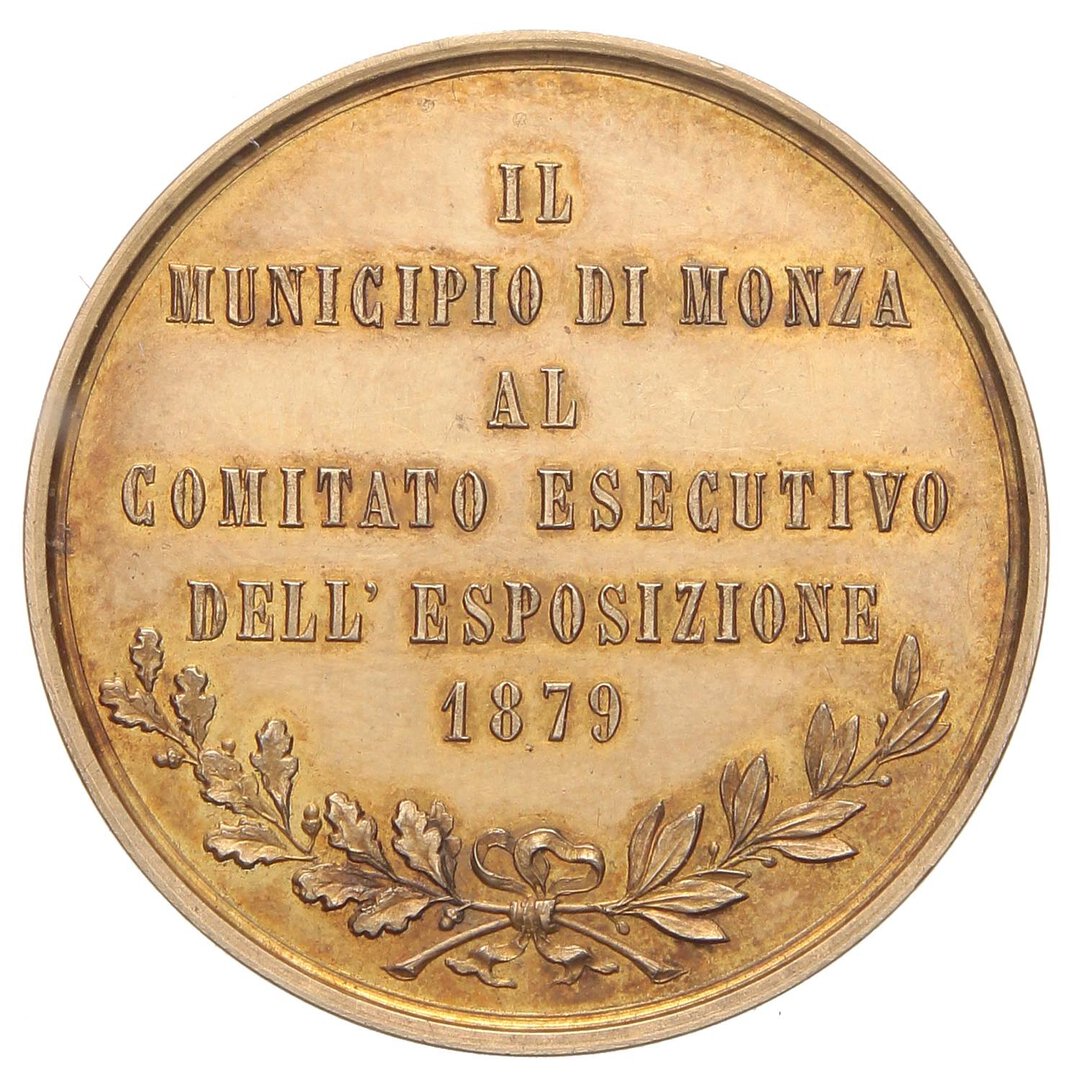 IL
MUNICIPIO DI MONZA
AL
COMITATO ESECUTIVO
DELL' ESPOSIZIONE
1879